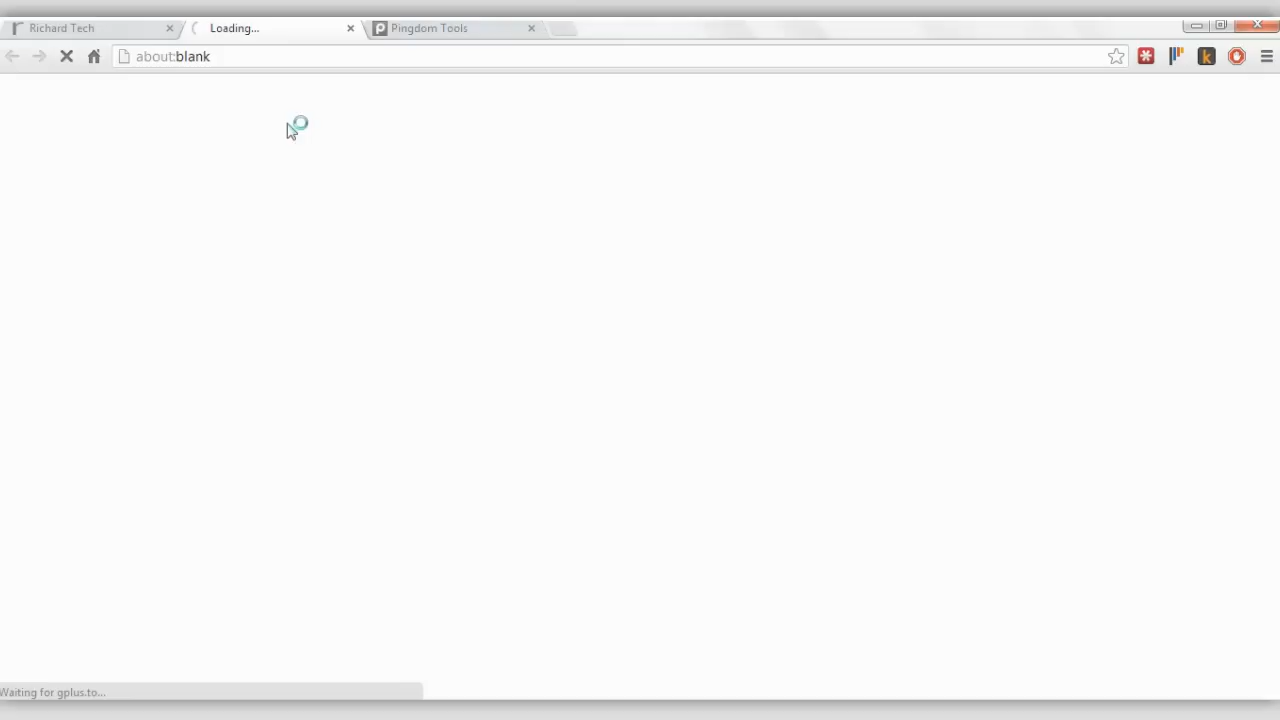 Richard Tech
Loading...
Pingdom Tools
about:blank
Waiting for gplus.to...